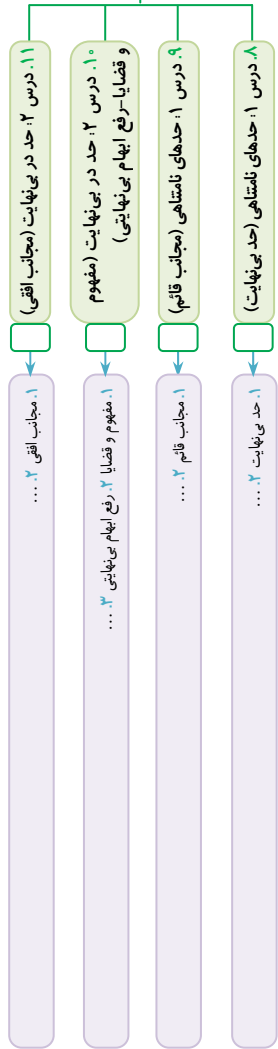 ۸. درس ۱: حدهای نامتناهی (حد بی‌نهایت)
۱. حد بی‌نهایت ۲. ...
۹. درس ۱: حدهای نامتناهی (مجانب قائم)
۱. مجانب قائم ۲. ...
۱۰. درس ۲: حد در بی‌نهایت (مفهوم
و قضایا-رفع ابهام بی‌نهایتی)
۱. مفهوم و قضایا ۲. رفع ابهام بی‌نهایتی ۳. ...
۱۱. درس ۲: حد در بی‌نهایت (مجانب افقی)
۱. مجانب افقی ۲. ...